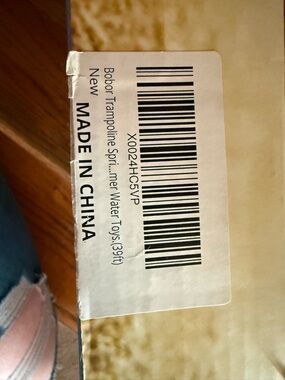 X0024HC5VP
Bobor Trampoline Spri...mer Water Toys,(39ft)
New
MADE IN CHINA